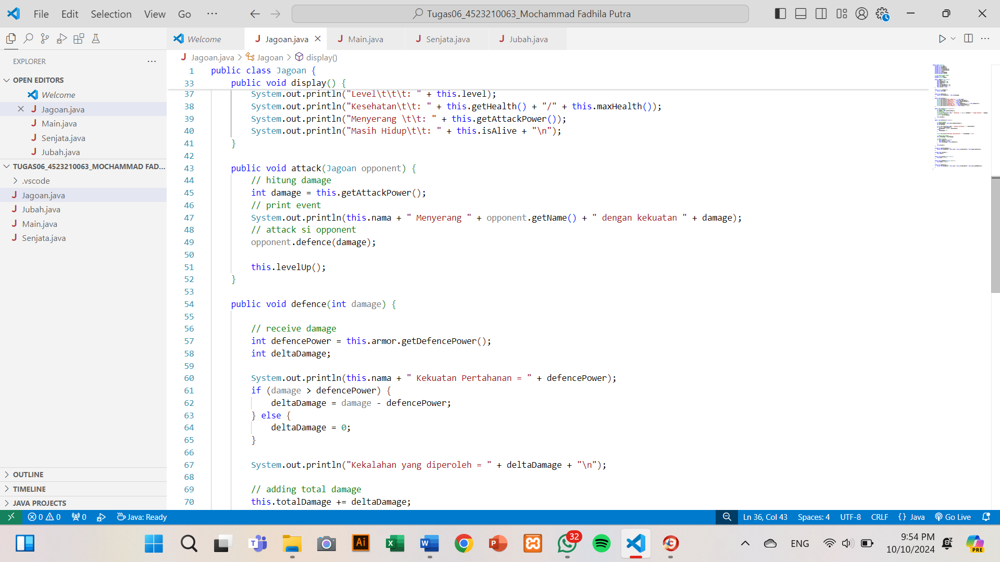 File Edit Selection View Go ···
Tugas06_4523210063_Mochammad Fadhila Putra
Welcome Jagoan.java Main.java Senjata.java Jubah.java
EXPLORER
OPEN EDITORS
Welcome
Jagoan.java
Main.java
Senjata.java
Jubah.java
TUGAS06_4523210063_MOCHAMMAD FAD...
.vscode
Jagoan.java
Jubah.java
Main.java
Senjata.java
OUTLINE
TIMELINE
JAVA PROJECTS
Jagoan.java > Jagoan > display()
1 public class Jagoan {
33 public void display() {
37 System.out.println("Level\t\t\t: " + this.level);
38 System.out.println("Kesehatan\t\t: " + this.getHealth() + "/" + this.maxHealth());
39 System.out.println("Menyerang \t\t: " + this.getAttackPower());
40 System.out.println("Masih Hidup\t\t: " + this.isAlive + "\n");
41 }
42
43 public void attack(Jagoan opponent) {
44 // hitung damage
45 int damage = this.getAttackPower();
46 // print event
47 System.out.println(this.nama + " Menyerang " + opponent.getName() + " dengan kekuatan " + damage);
48 // attack si opponent
49 opponent.defence(damage);
50
51 this.levelUp();
52 }
53
54 public void defence(int damage) {
55
56 // receive damage
57 int defencePower = this.armor.getDefencePower();
58 int deltaDamage;
59
60 System.out.println(this.nama + " Kekuatan Pertahanan = " + defencePower);
61 if (damage > defencePower) {
62 deltaDamage = damage - defencePower;
63 } else {
64 deltaDamage = 0;
65 }
66
67 System.out.println("Kekalahan yang diperoleh = " + deltaDamage + "\n");
68
69 // adding total damage
70 this.totalDamage += deltaDamage;
0 0 0 Java: Ready Ln 36, Col 43 Spaces: 4 UTF-8 CRLF {} Java Go Live
32
ENG
9:54 PM
10/10/2024
PRE